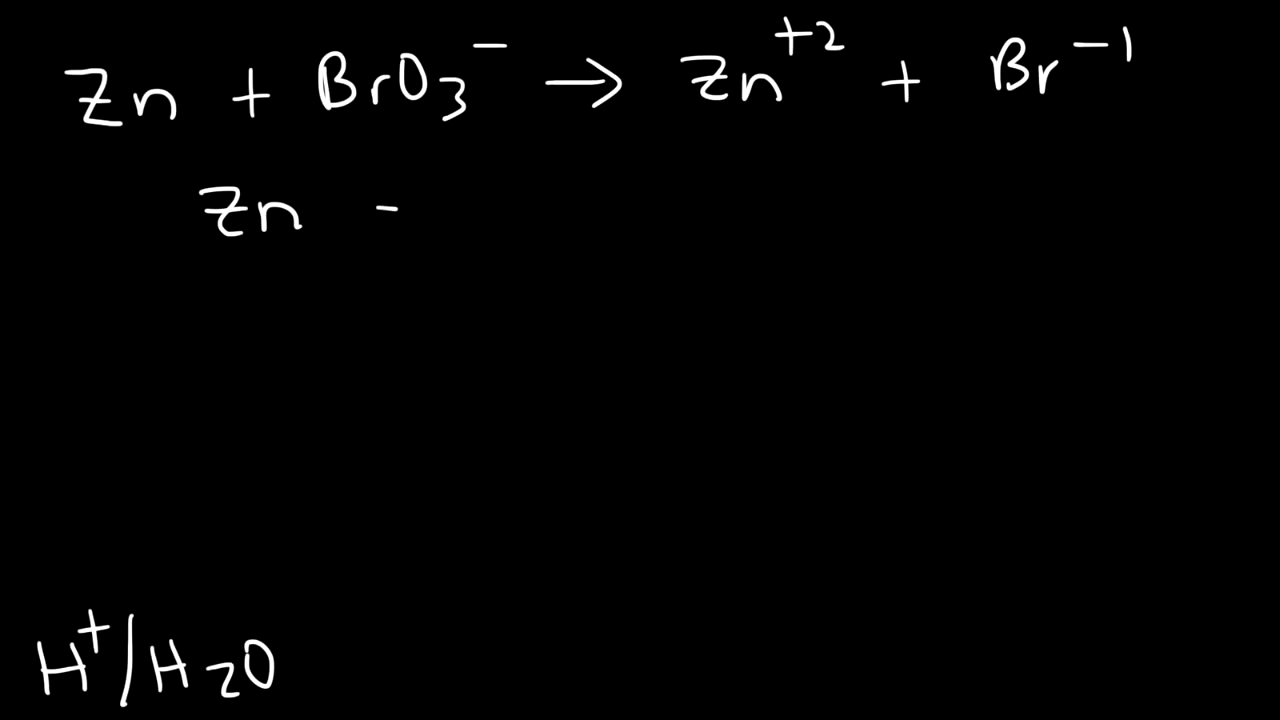 Zn + BrO₃⁻ → Zn⁺² + Br⁻¹
Zn -
H⁺/H₂O